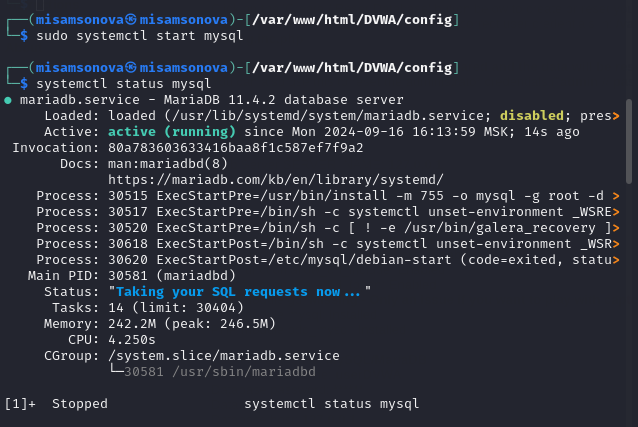 ┌──(misamsonova㉿misamsonova)-[/var/www/html/DVWA/config]
└─$ sudo systemctl start mysql
┌──(misamsonova㉿misamsonova)-[/var/www/html/DVWA/config]
└─$ systemctl status mysql
● mariadb.service - MariaDB 11.4.2 database server
Loaded: loaded (/usr/lib/systemd/system/mariadb.service; disabled; pres>
Active: active (running) since Mon 2024-09-16 16:13:59 MSK; 14s ago
Invocation: 80a783603633416baa8f1c587ef7f9a2
Docs: man:mariadbd(8)
https://mariadb.com/kb/en/library/systemd/
Process: 30515 ExecStartPre=/usr/bin/install -m 755 -o mysql -g root -d >
Process: 30517 ExecStartPre=/bin/sh -c systemctl unset-environment _WSRE>
Process: 30520 ExecStartPre=/bin/sh -c [ ! -e /usr/bin/galera_recovery ]>
Process: 30618 ExecStartPost=/bin/sh -c systemctl unset-environment _WSR>
Process: 30620 ExecStartPost=/etc/mysql/debian-start (code=exited, statu>
Main PID: 30581 (mariadbd)
Status: "Taking your SQL requests now..."
Tasks: 14 (limit: 30404)
Memory: 242.2M (peak: 246.5M)
CPU: 4.250s
CGroup: /system.slice/mariadb.service
└─30581 /usr/sbin/mariadbd
[1]+  Stopped                 systemctl status mysql